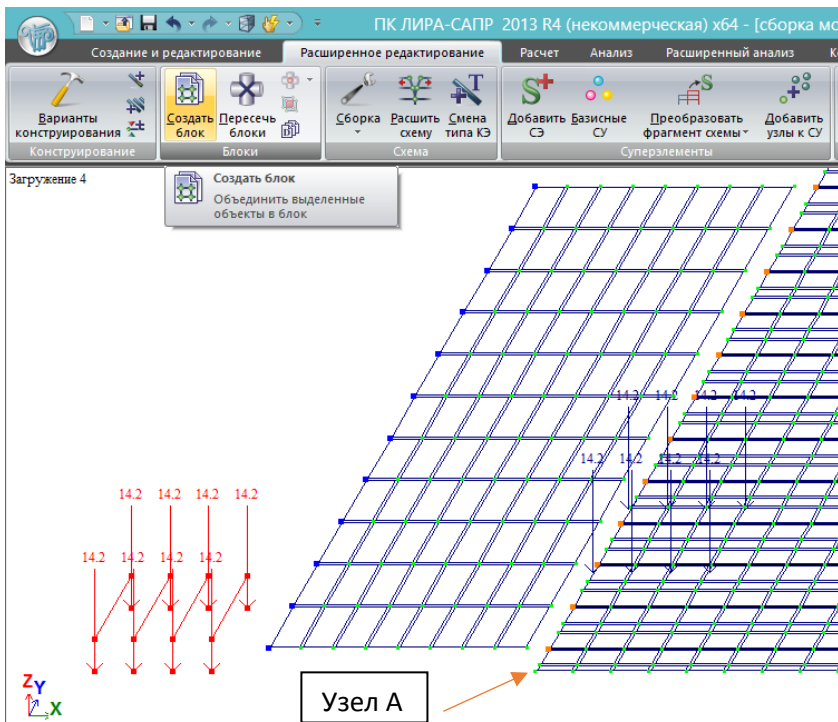 ПК ЛИРА-САПР 2013 R4 (некоммерческая) x64 - [сборка мо
Создание и редактирование Расширенное редактирование Расчет Анализ Расширенный анализ К
Варианты конструирования
Создать блок
Пересечь блоки
Сборка
Расшить схему
Смена типа КЭ
Добавить СЭ
Базисные СУ
Преобразовать фрагмент схемы
Добавить узлы к СУ
Конструирование Блоки Схема Суперэлементы
Загружение 4
Создать блок
Объединить выделенные
объекты в блок
14.2 14.2 14.2 14.2
14.2 14.2 14.2 14.2
14.2 14.2 14.2 14.2
14.2 14.2 14.2 14.2
Z
Y
X
Узел А